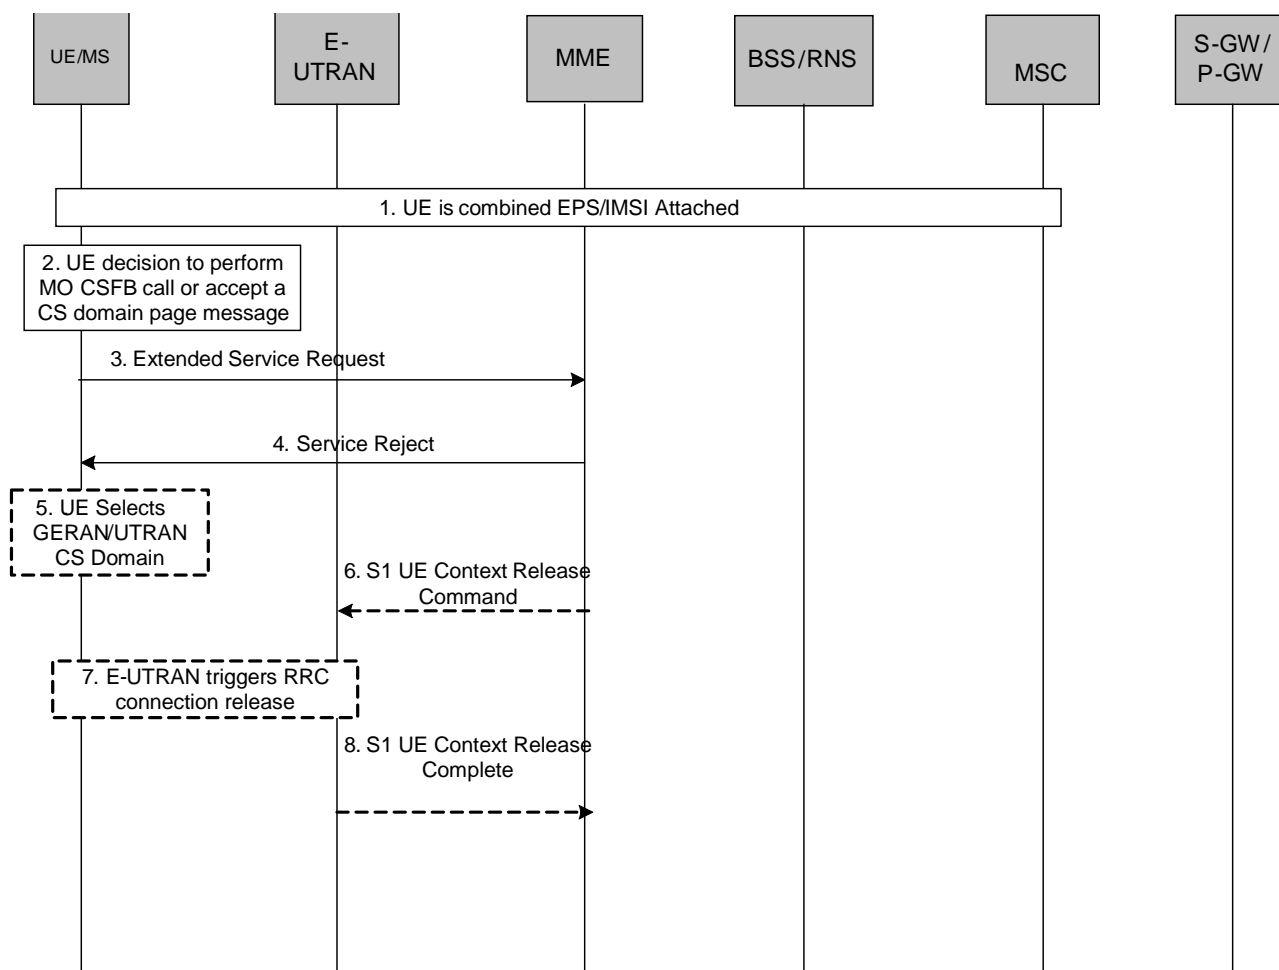 UE/MS
E-
UTRAN
MME
BSS/RNS
MSC
S-GW/
P-GW
1. UE is combined EPS/IMSI Attached
2. UE decision to perform
MO CSFB call or accept a
CS domain page message
3. Extended Service Request
4. Service Reject
5. UE Selects
GERAN/UTRAN
CS Domain
6. S1 UE Context Release
Command
7. E-UTRAN triggers RRC
connection release
8. S1 UE Context Release
Complete